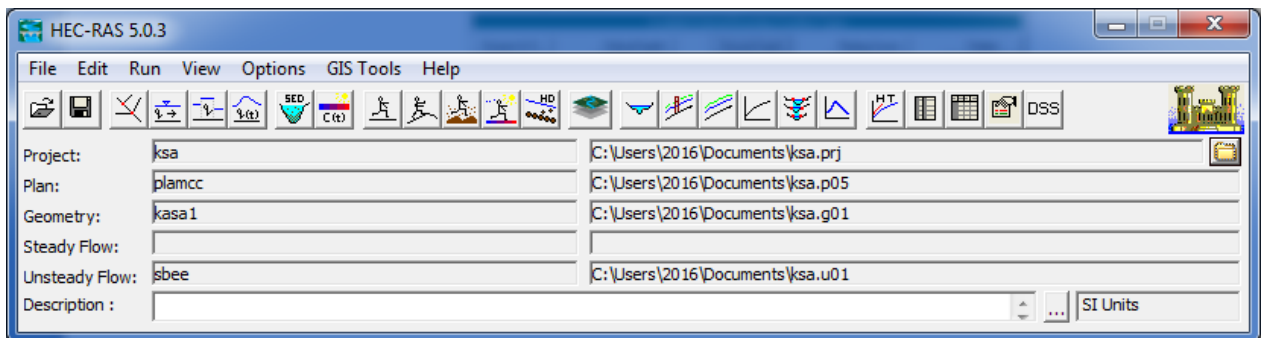 HEC-RAS 5.0.3
File Edit Run View Options GIS Tools Help
SED C(t) HD HT DSS
Project: ksa C:\Users\2016\Documents\ksa.prj
Plan: plamcc C:\Users\2016\Documents\ksa.p05
Geometry: kasa1 C:\Users\2016\Documents\ksa.g01
Steady Flow:
Unsteady Flow: sbee C:\Users\2016\Documents\ksa.u01
Description : ... SI Units